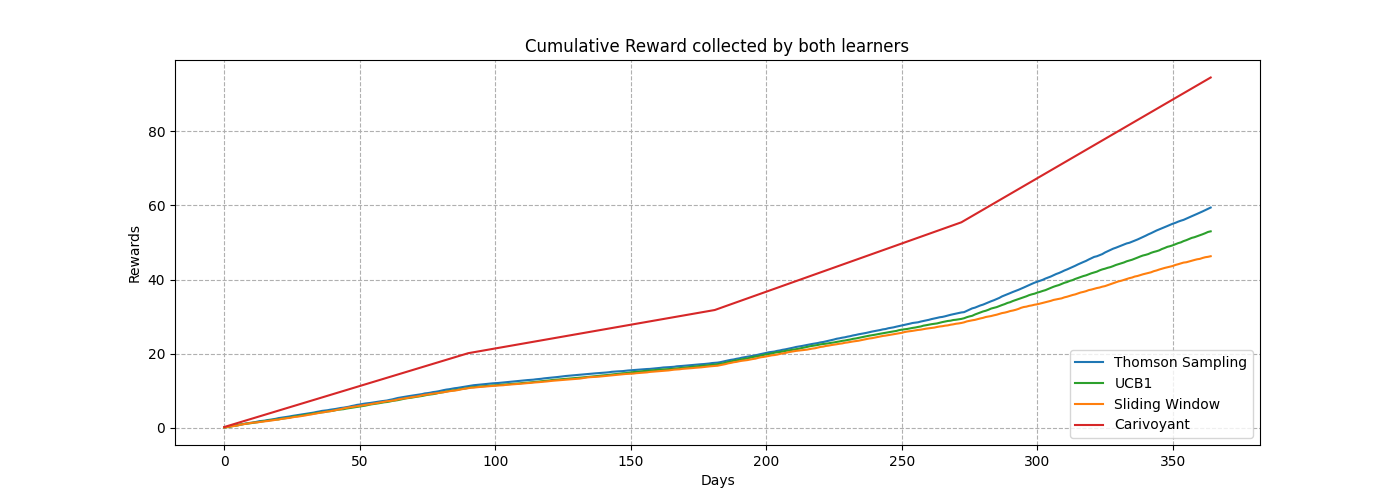 Cumulative Reward collected by both learners
Rewards
80
60
40
20
0
0 50 100 150 200 250 300 350
Days
Thomson Sampling
UCB1
Sliding Window
Carivoyant